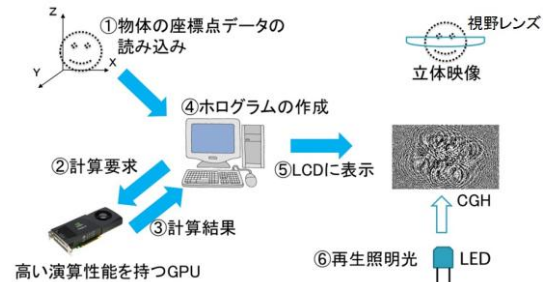 Z
①物体の座標点データの
読み込み
X
Y
視野レンズ
立体映像
④ホログラムの作成
②計算要求
⑤LCDに表示
③計算結果
CGH
高い演算性能を持つGPU
⑥再生照明光
LED